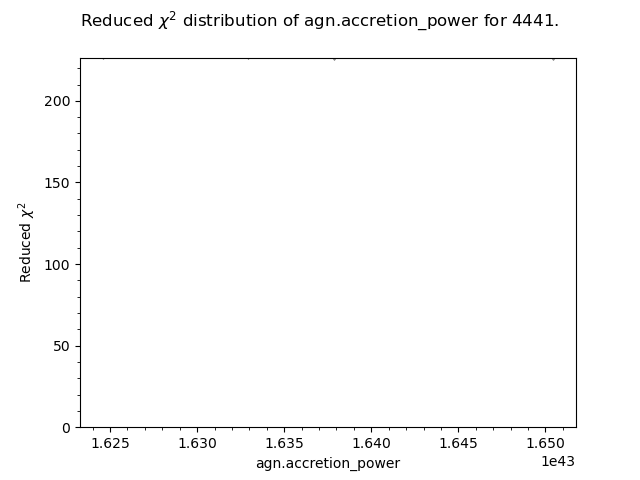 Reduced χ² distribution of agn.accretion_power for 4441.
200
150
100
50
0
Reduced χ²
1.625 1.630 1.635 1.640 1.645 1.650
1e43
agn.accretion_power